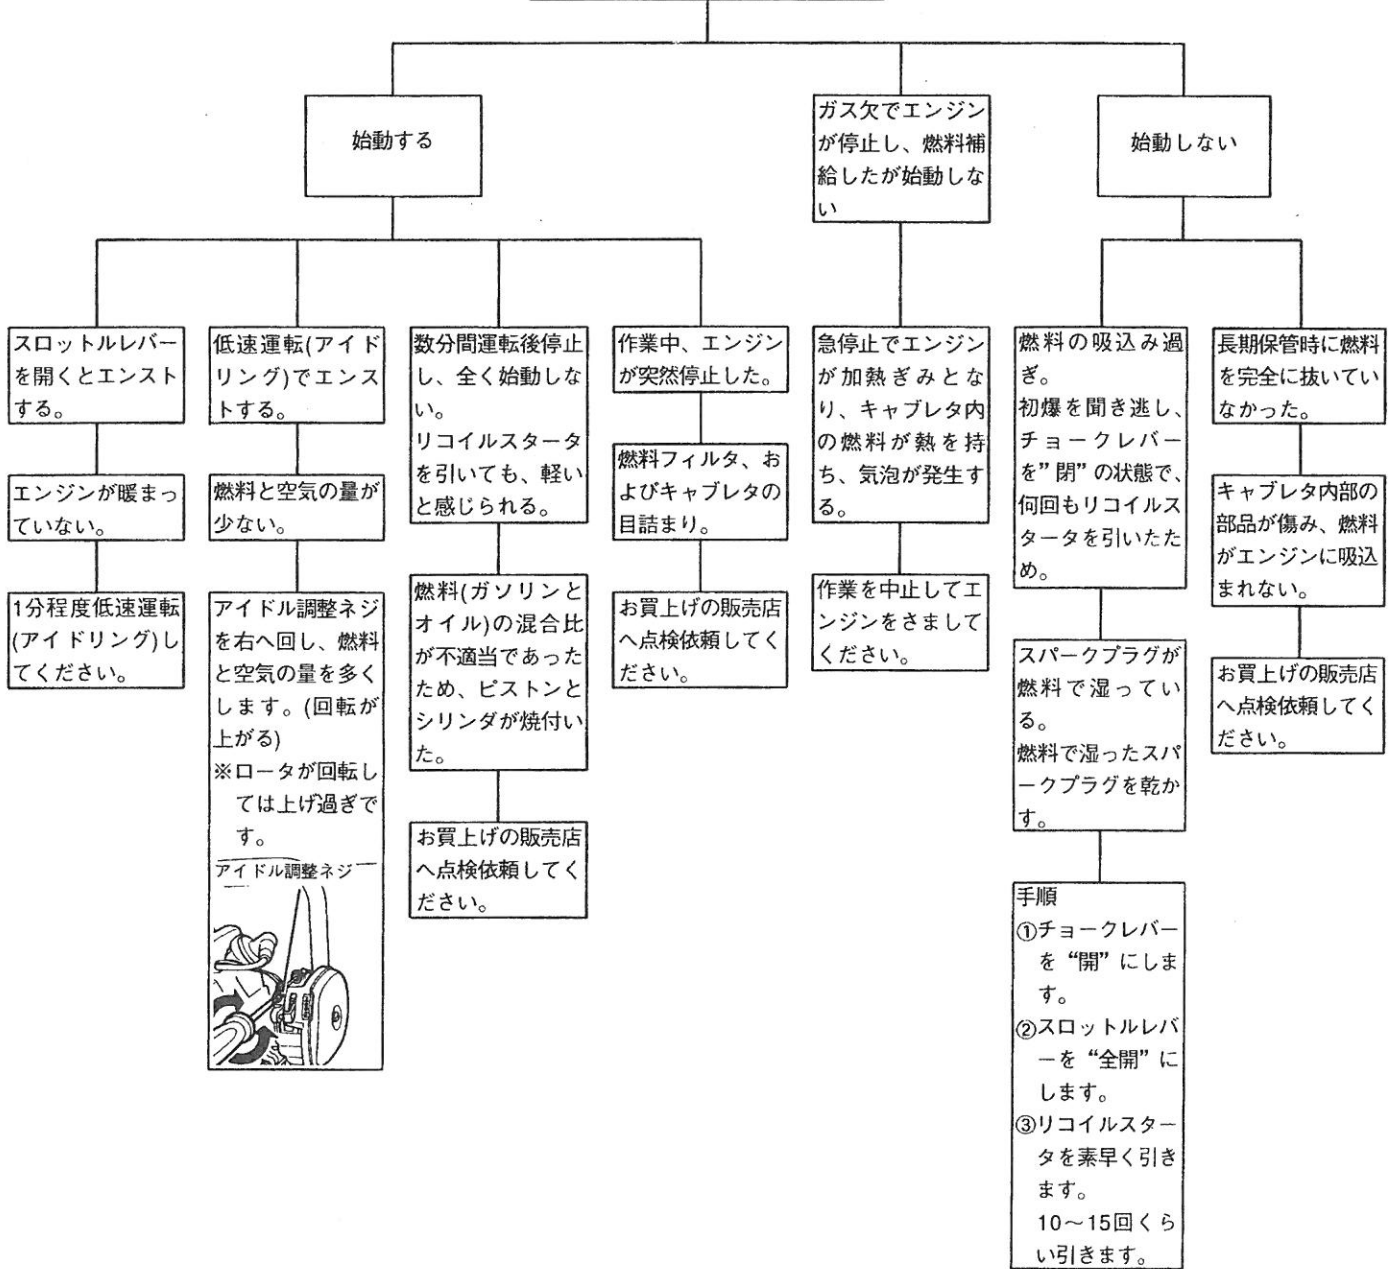 始動する
ガス欠でエンジン
が停止し、燃料補
給したが始動しな
い
始動しない
スロットルレバー
を開くとエンスト
する。
エンジンが暖まっ
ていない。
1分程度低速運転
(アイドリング)し
てください。
低速運転(アイド
リング)でエンス
トする。
燃料と空気の量が
少ない。
アイドル調整ネジ
を右へ回し、燃料
と空気の量を多く
します。(回転が
上がる)
※ロータが回転し
ては上げ過ぎで
す。
アイドル調整ネジ
数分間運転後停止
し、全く始動しな
い。
リコイルスタータ
を引いても、軽い
と感じられる。
燃料(ガソリンと
オイル)の混合比
が不適当であった
ため、ピストンと
シリンダが焼付い
た。
お買上げの販売店
へ点検依頼してく
ださい。
作業中、エンジン
が突然停止した。
燃料フィルタ、お
よびキャブレタの
目詰まり。
お買上げの販売店
へ点検依頼してく
ださい。
急停止でエンジン
が加熱ぎみとな
り、キャブレタ内
の燃料が熱を持
ち、気泡が発生す
る。
作業を中止してエ
ンジンをさまして
ください。
燃料の吸込み過
ぎ。
初爆を聞き逃し、
チョークレバー
を”閉”の状態で、
何回もリコイルス
タータを引いたた
め。
スパークプラグが
燃料で湿ってい
る。
燃料で湿ったスパ
ークプラグを乾か
す。
手順
①チョークレバー
を“開”にしま
す。
②スロットルレバ
ーを“全開”に
します。
③リコイルスター
タを素早く引き
ます。
10～15回くら
い引きます。
長期保管時に燃料
を完全に抜いてい
なかった。
キャブレタ内部の
部品が傷み、燃料
がエンジンに吸込
まれない。
お買上げの販売店
へ点検依頼してく
ださい。